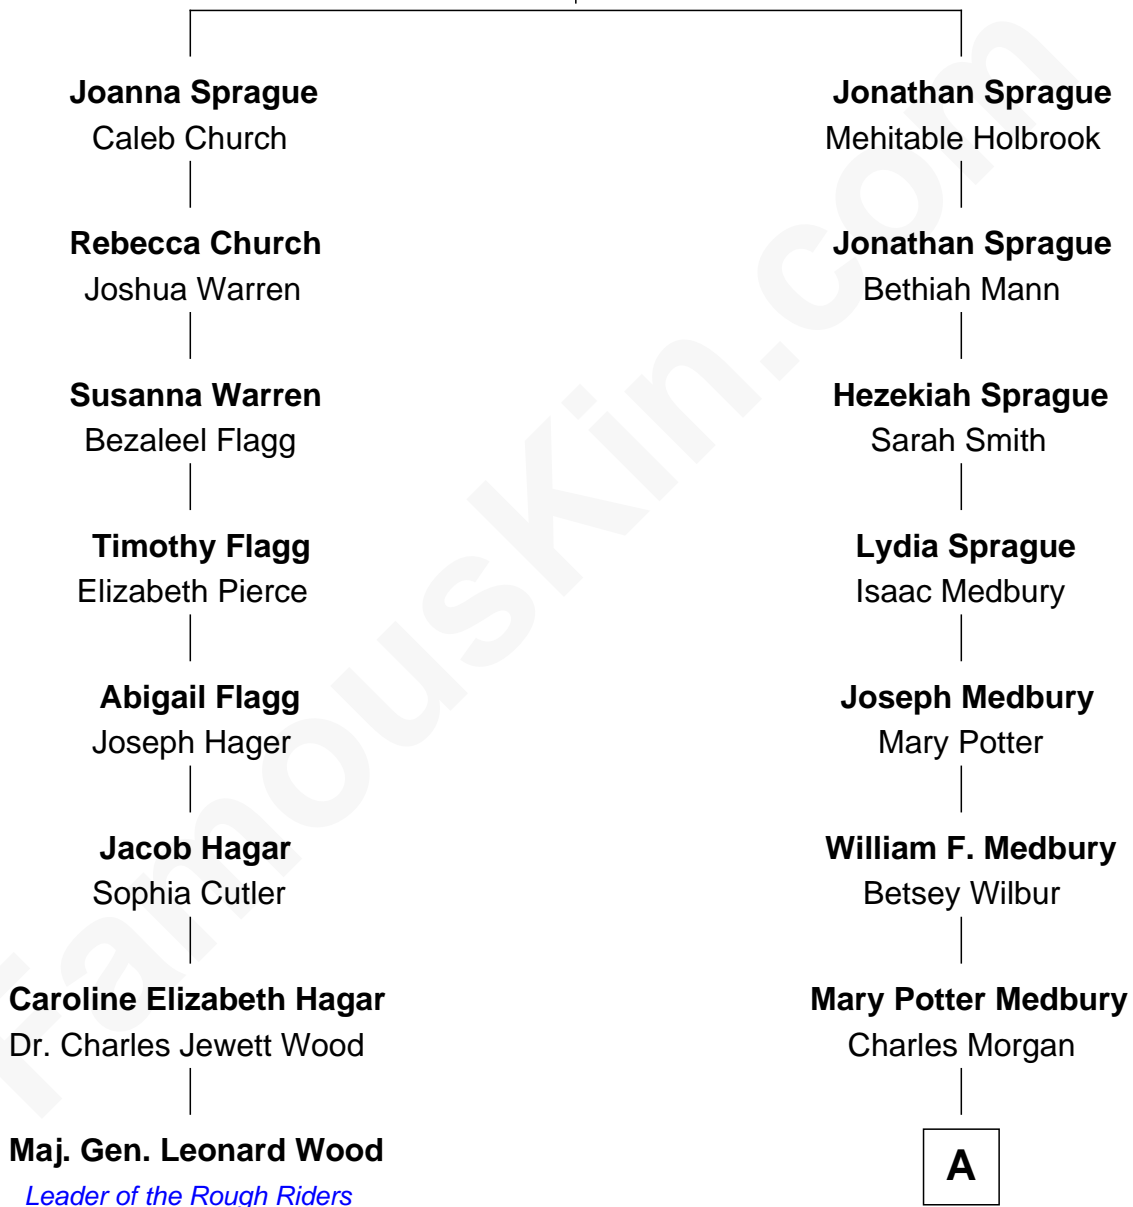 Joanna Sprague
Caleb Church
Rebecca Church
Joshua Warren
Susanna Warren
Bezaleel Flagg
Timothy Flagg
Elizabeth Pierce
Abigail Flagg
Joseph Hager
Jacob Hagar
Sophia Cutler
Caroline Elizabeth Hagar
Dr. Charles Jewett Wood
Maj. Gen. Leonard Wood
Leader of the Rough Riders
Jonathan Sprague
Mehitable Holbrook
Jonathan Sprague
Bethiah Mann
Hezekiah Sprague
Sarah Smith
Lydia Sprague
Isaac Medbury
Joseph Medbury
Mary Potter
William F. Medbury
Betsey Wilbur
Mary Potter Medbury
Charles Morgan
A
FamousKin.com